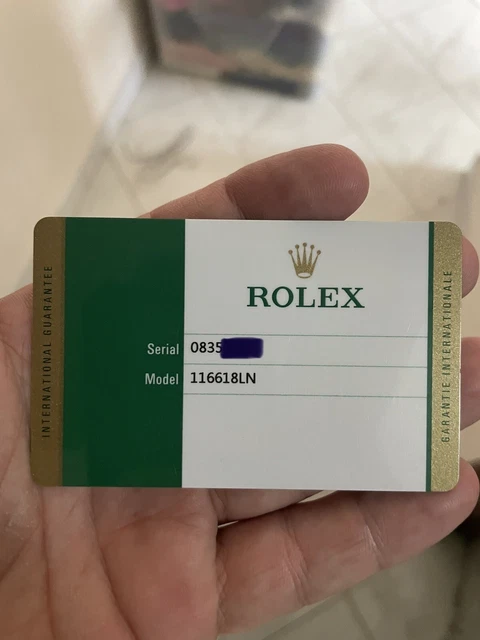 INTERNATIONAL GUARANTEE
ROLEX
Serial 0835
Model 116618LN
GARANTIE INTERNATIONALE